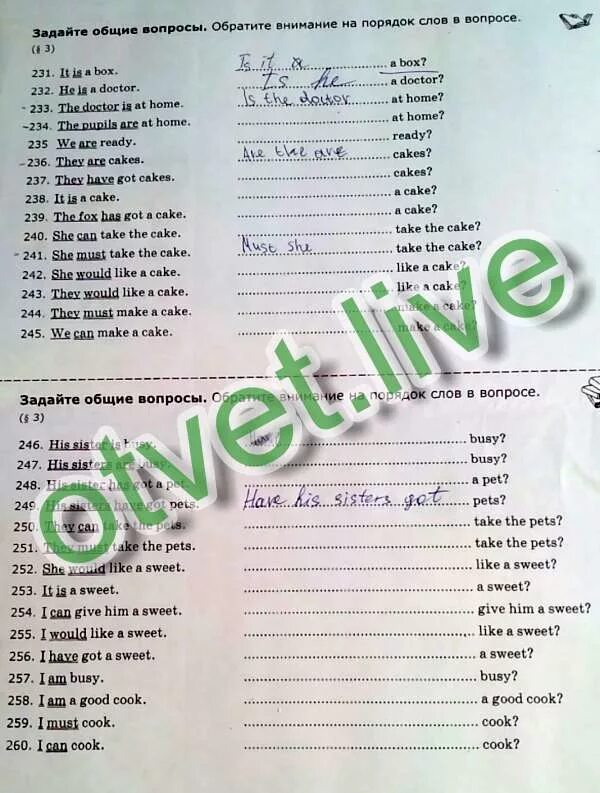 Задайте общие вопросы. Обратите внимание на порядок слов в вопросе.
(§ 3)
231. It is a box. Is it a a box?
232. He is a doctor. Is he a doctor?
233. The doctor is at home. Is the doctor at home?
234. The pupils are at home. at home?
235 We are ready. ready?
236. They are cakes. Are the are cakes?
237. They have got cakes. cakes?
238. It is a cake. a cake?
239. The fox has got a cake. a cake?
240. She can take the cake. take the cake?
241. She must take the cake. Must she take the cake?
242. She would like a cake. like a cake?
243. They would like a cake. like a cake?
244. They must make a cake. make a cake?
245. We can make a cake. make a cake?
Задайте общие вопросы. Обратите внимание на порядок слов в вопросе.
(§ 3)
246. His sister is busy. busy?
247. His sisters are busy. busy?
248. His sister has got a pet. a pet?
249. His sisters have got pets. Have his sisters got pets?
250. They can take the pets. take the pets?
251. They must take the pets. take the pets?
252. She would like a sweet. like a sweet?
253. It is a sweet. a sweet?
254. I can give him a sweet. give him a sweet?
255. I would like a sweet. like a sweet?
256. I have got a sweet. a sweet?
257. I am busy. busy?
258. I am a good cook. a good cook?
259. I must cook. cook?
260. I can cook. cook?
otvet.live